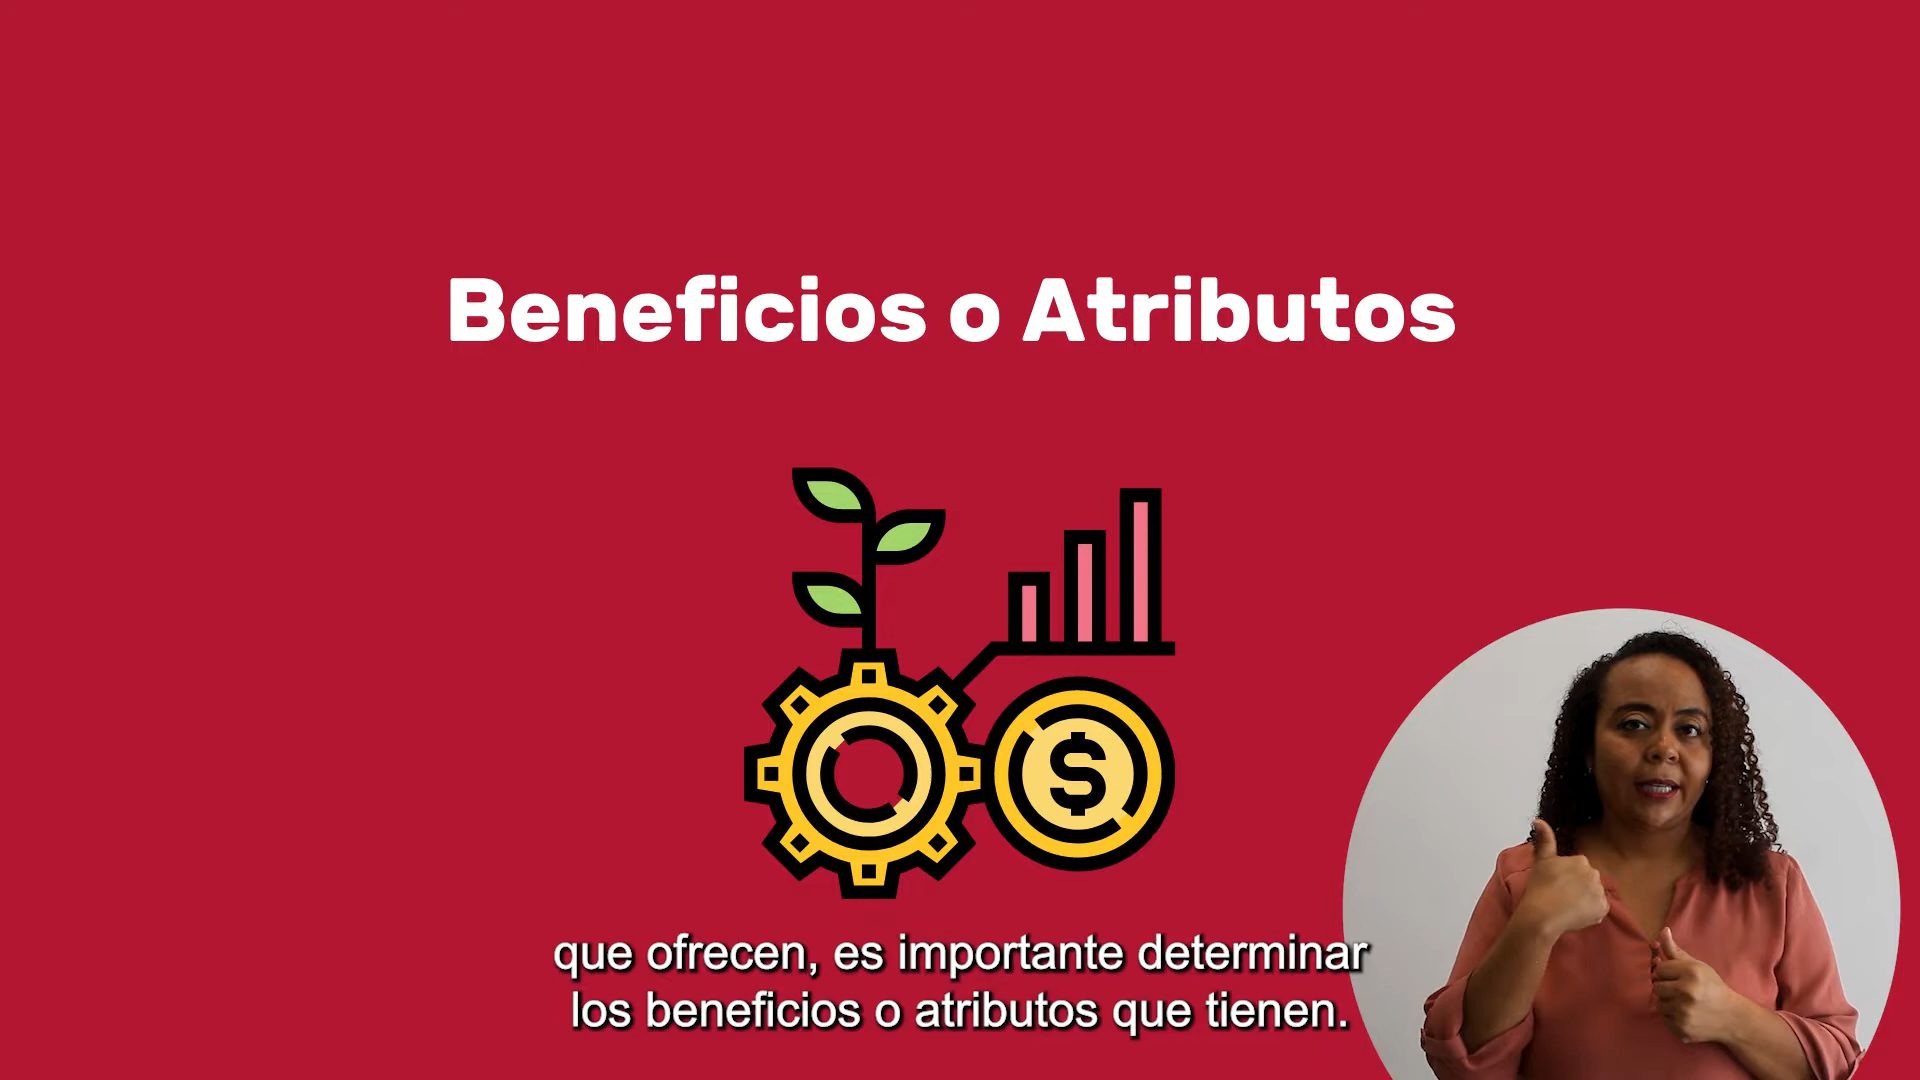 Beneficios o Atributos
$
que ofrecen, es importante determinar
los beneficios o atributos que tienen.